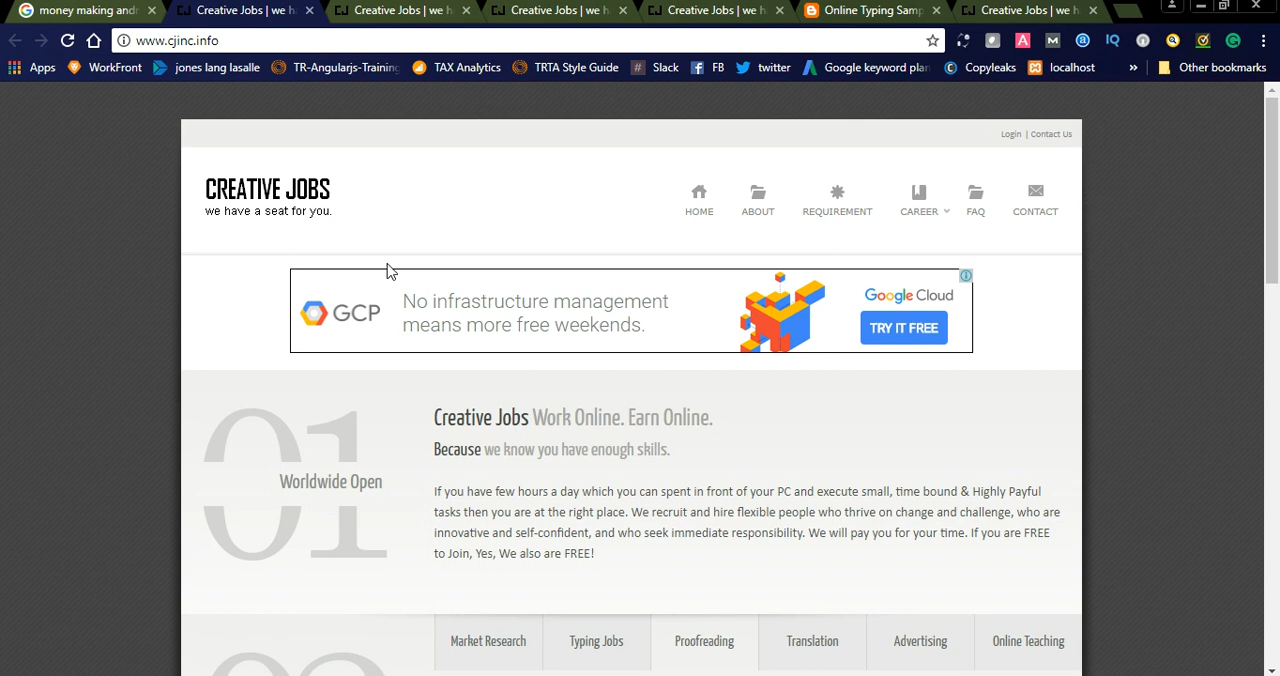 money making andr
Creative Jobs | we h
Creative Jobs | we h
Creative Jobs | we h
Creative Jobs | we h
Online Typing Samp
Creative Jobs | we h
www.cjinc.info
IQ
Apps WorkFront jones lang lasalle TR-Angularjs-Training TAX Analytics TRTA Style Guide Slack FB twitter Google keyword plan Copyleaks localhost » Other bookmarks
Login | Contact Us
CREATIVE JOBS
we have a seat for you.
HOME ABOUT REQUIREMENT CAREER FAQ CONTACT
GCP
No infrastructure management
means more free weekends.
Google Cloud
TRY IT FREE
01
Worldwide Open
Creative Jobs Work Online. Earn Online.
Because we know you have enough skills.
If you have few hours a day which you can spent in front of your PC and execute small, time bound & Highly Payful
tasks then you are at the right place. We recruit and hire flexible people who thrive on change and challenge, who are
innovative and self-confident, and who seek immediate responsibility. We will pay you for your time. If you are FREE
to Join, Yes, We also are FREE!
Market Research Typing Jobs Proofreading Translation Advertising Online Teaching